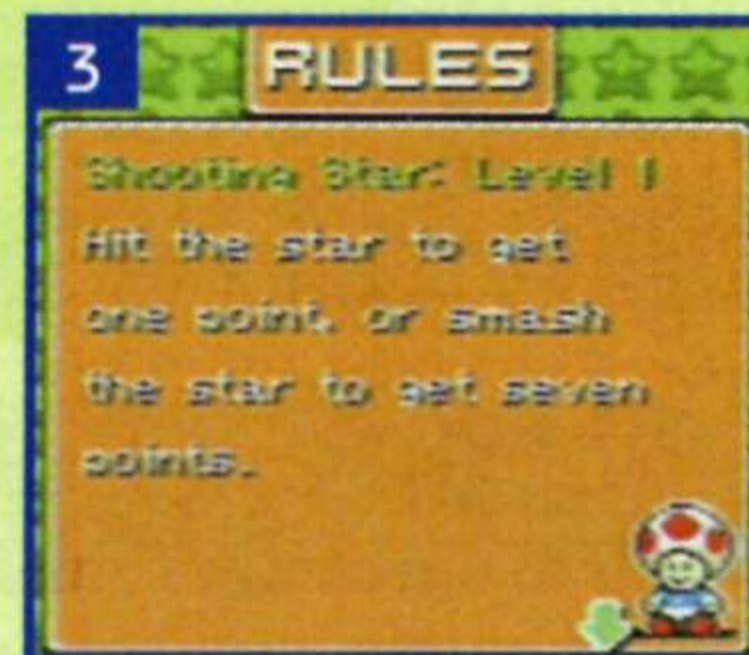 3
RULES
Shooting Star: Level 1
Hit the star to get
one point, or smash
the star to get seven
points.